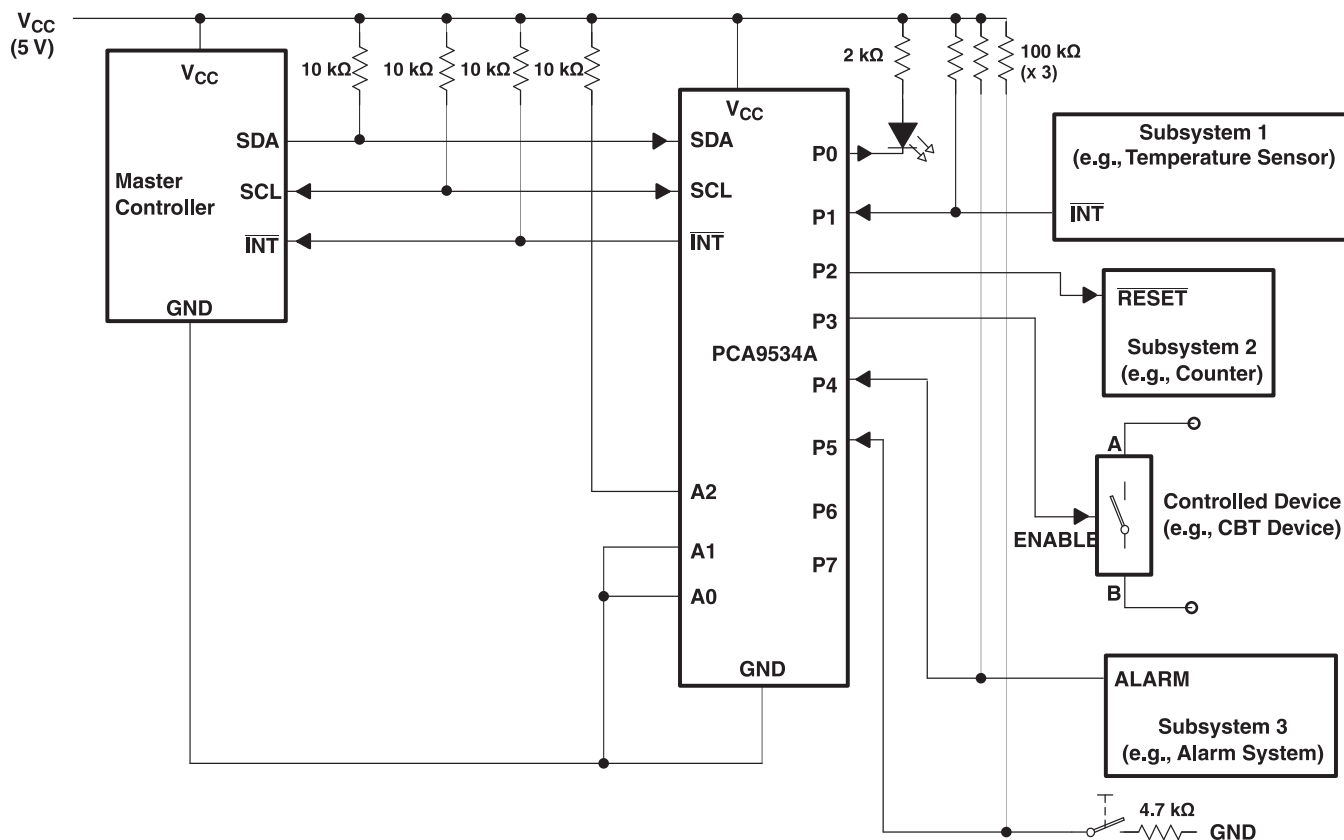 VCC
(5 V)
VCC
SDA
Master
Controller
SCL
INT
GND
10 kΩ
10 kΩ
10 kΩ
10 kΩ
VCC
SDA
SCL
INT
PCA9534A
A2
A1
A0
GND
P0
P1
P2
P3
P4
P5
P6
P7
2 kΩ
100 kΩ
(x 3)
Subsystem 1
(e.g., Temperature Sensor)
INT
RESET
Subsystem 2
(e.g., Counter)
A
Controlled Device
(e.g., CBT Device)
ENABLE
B
ALARM
Subsystem 3
(e.g., Alarm System)
4.7 kΩ
GND